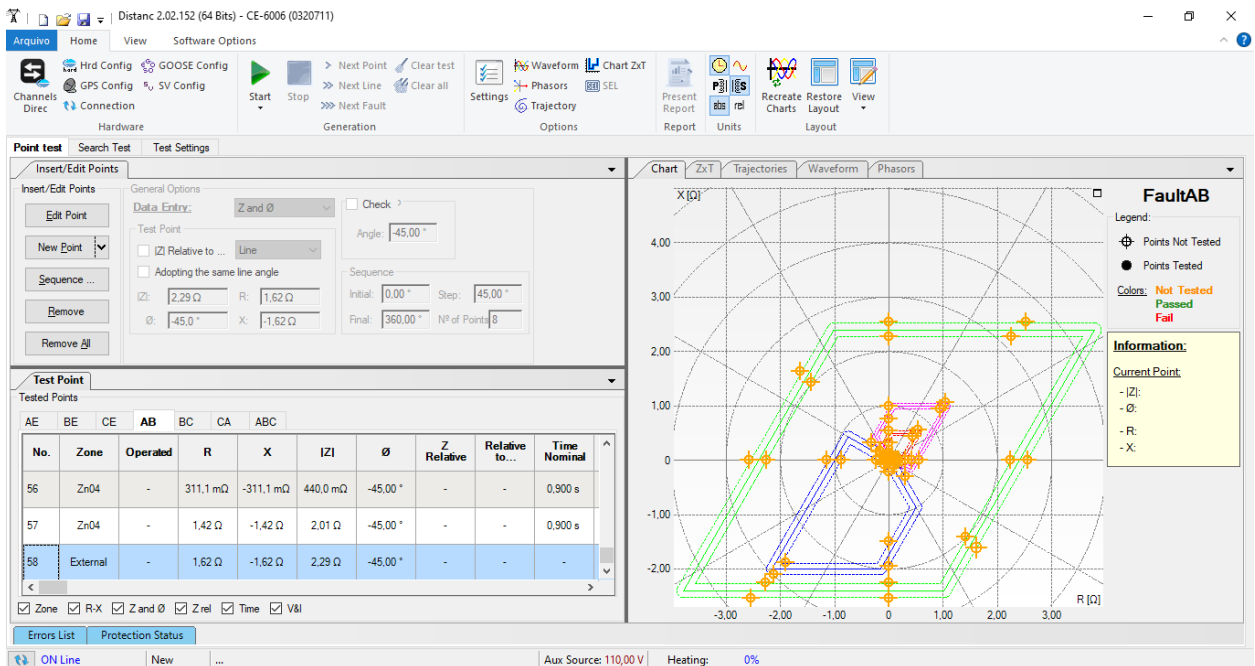 Distanc 2.02.152 (64 Bits) - CE-6006 (0320711)
Arquivo Home View Software Options
Channels Direc
Hrd Config GOOSE Config
GPS Config SV Config
Connection
Hardware
Start Stop
Next Point Clear test
Next Line Clear all
Next Fault
Generation
Settings
Waveform Chart ZxT
Phasors SEL
Trajectory
Options
Present Report
Report
abs rel
Units
Recreate Charts Restore Layout View
Layout
Point test Search Test Test Settings
Insert/Edit Points
Insert/Edit Points
Edit Point
New Point
Sequence ...
Remove
Remove All
General Options
Data Entry: Z and Ø
Test Point
|Z| Relative to ... Line
Adopting the same line angle
|Z|: 2,29 Ω R: 1,62 Ω
Ø: -45,0 ° X: -1,62 Ω
Check
Angle: -45,00 °
Sequence
Initial: 0,00 ° Step: 45,00 °
Final: 360,00 ° Nº of Points 8
Test Point
Tested Points
AE BE CE AB BC CA ABC
No. Zone Operated R X |Z| Ø Z Relative Relative to... Time Nominal
56 Zn04 - 311,1 mΩ -311,1 mΩ 440,0 mΩ -45,00 ° - - 0,900 s
57 Zn04 - 1,42 Ω -1,42 Ω 2,01 Ω -45,00 ° - - 0,900 s
58 External - 1,62 Ω -1,62 Ω 2,29 Ω -45,00 ° - - -
Zone R-X Z and Ø Z rel Time V&I
Errors List Protection Status
ON Line New ... Aux Source: 110,00 V Heating: 0%
Chart ZxT Trajectories Waveform Phasors
X [Ω]
4,00
3,00
2,00
1,00
0
-1,00
-2,00
-3,00 -2,00 -1,00 0 1,00 2,00 3,00
R [Ω]
FaultAB
Legend:
Points Not Tested
Points Tested
Colors: Not Tested
Passed
Fail
Information:
Current Point:
- |Z|:
- Ø:
- R:
- X: